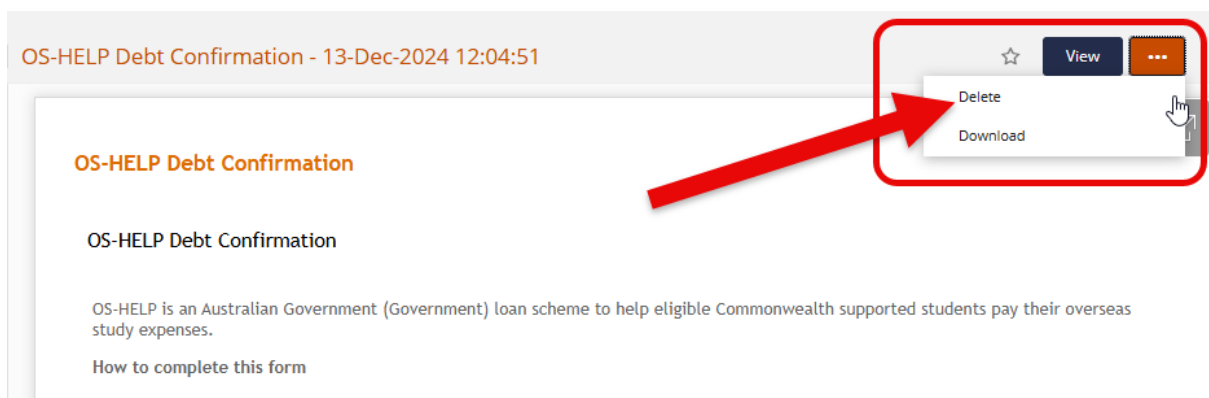 OS-HELP Debt Confirmation - 13-Dec-2024 12:04:51
View
...
Delete
Download
OS-HELP Debt Confirmation
OS-HELP Debt Confirmation
OS-HELP is an Australian Government (Government) loan scheme to help eligible Commonwealth supported students pay their overseas
study expenses.
How to complete this form